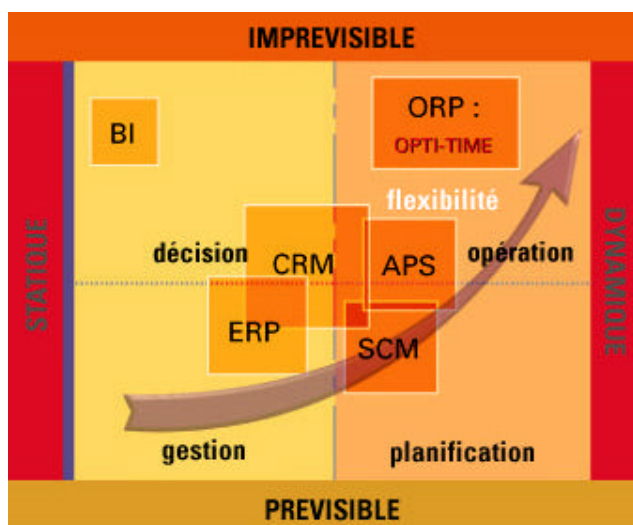 IMPREVISIBLE
BI
ORP :
OPTI-TIME
flexibilité
décision
CRM
APS
opération
STATIQUE
DYNAMIQUE
ERP
SCM
gestion
planification
PREVISIBLE